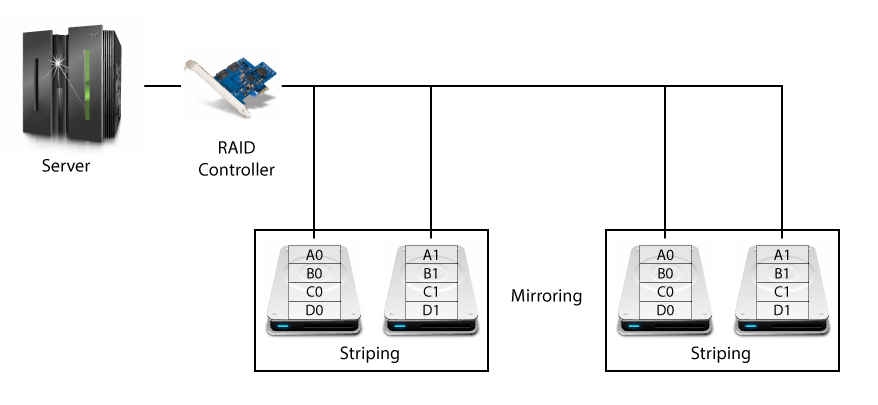 Server
RAID
Controller
A0
B0
C0
D0
A1
B1
C1
D1
Striping
Mirroring
A0
B0
C0
D0
A1
B1
C1
D1
Striping